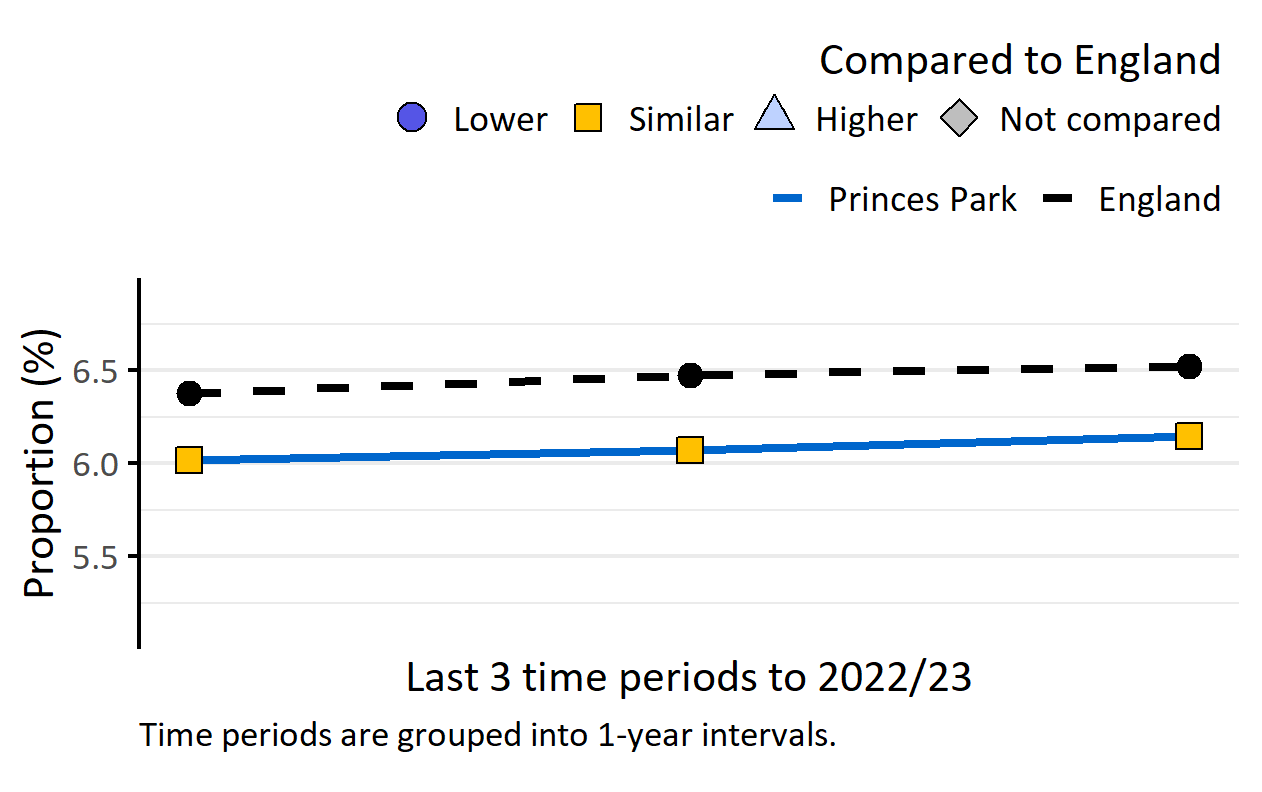 Compared to England
Lower Similar Higher Not compared
Princes Park England
Proportion (%)
6.5
6.0
5.5
Last 3 time periods to 2022/23
Time periods are grouped into 1-year intervals.